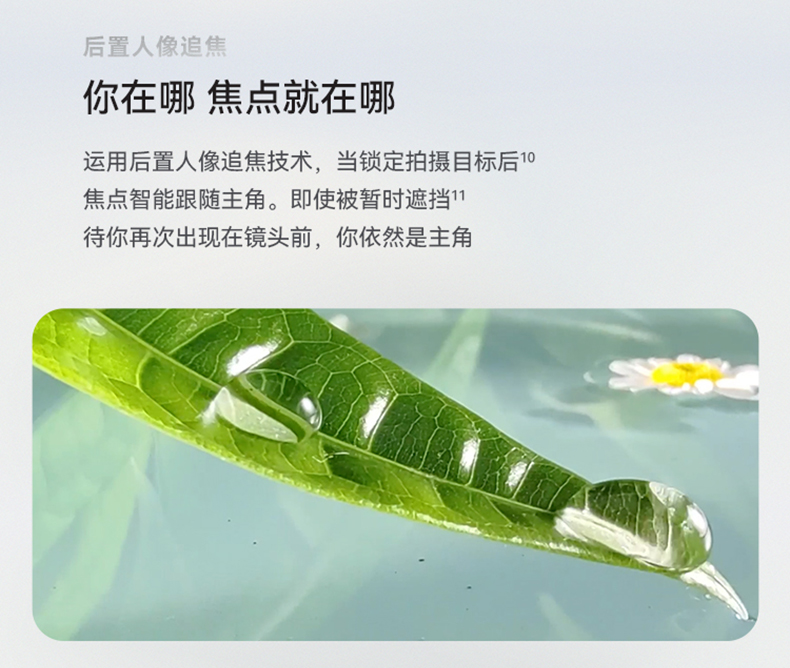 后置人像追焦
你在哪 焦点就在哪
运用后置人像追焦技术，当锁定拍摄目标后¹⁰
焦点智能跟随主角。即使被暂时遮挡¹¹
待你再次出现在镜头前，你依然是主角